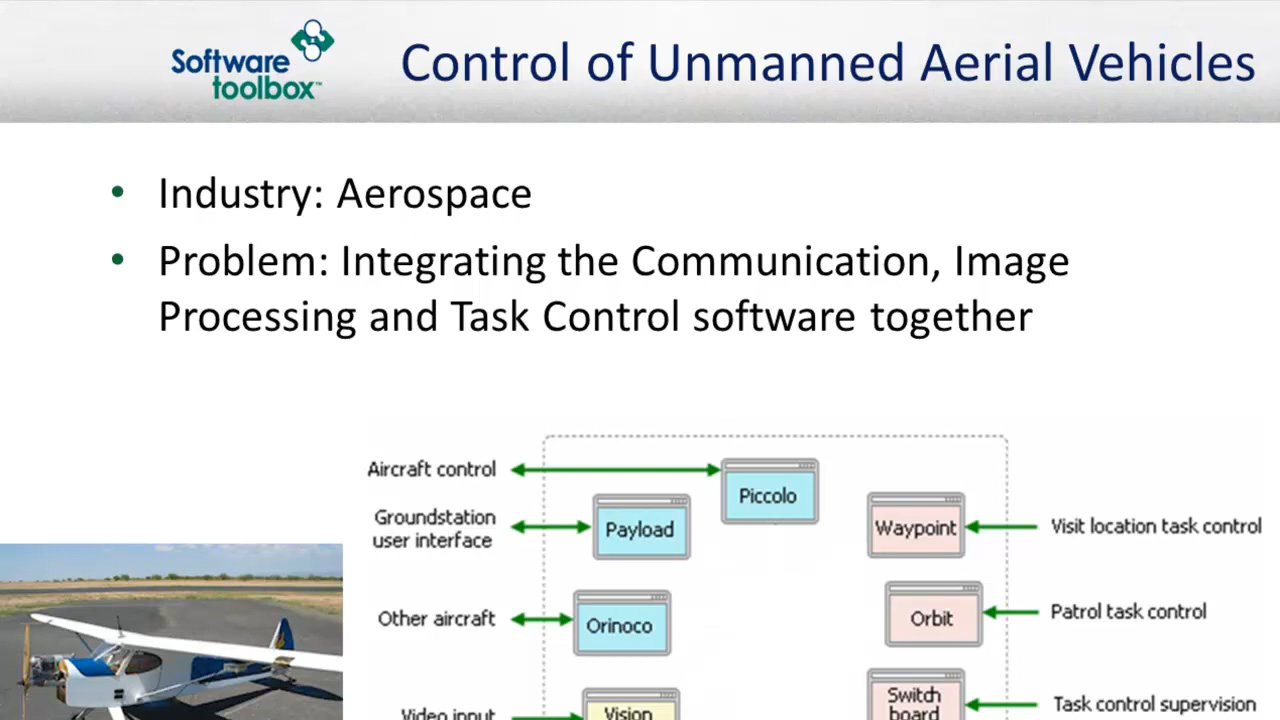 Software
toolbox™
Control of Unmanned Aerial Vehicles
• Industry: Aerospace
• Problem: Integrating the Communication, Image
Processing and Task Control software together
Aircraft control
Piccolo
Groundstation
user interface
Payload
Waypoint
Visit location task control
Other aircraft
Orinoco
Orbit
Patrol task control
Video input
Vision
Switch
board
Task control supervision